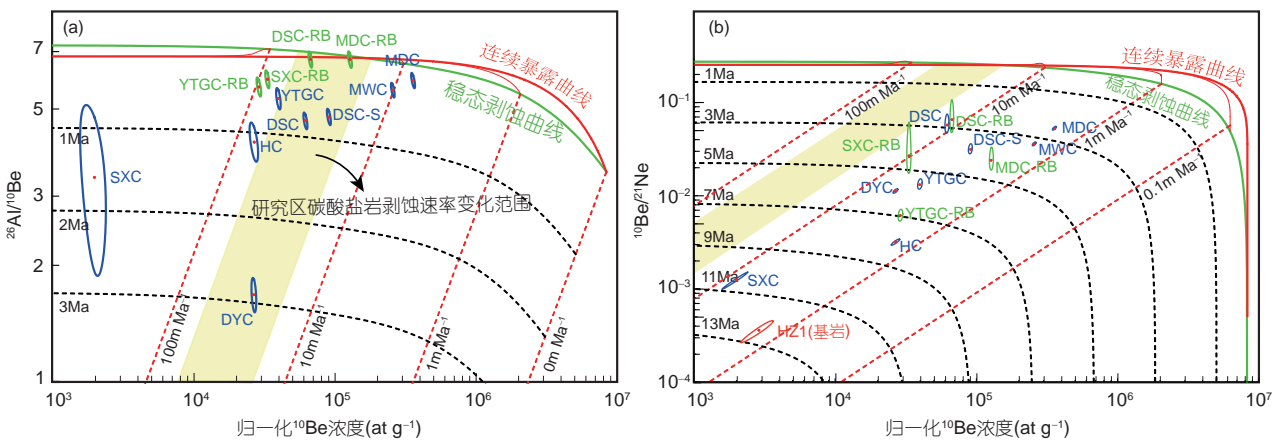 (a)
7
5
3
2
1
²⁶Al/¹⁰Be
DSC-RB
MDC-RB
YTGC-RB
SXC-RB
YTGC
MDC
MWC
DSC
DSC-S
HC
SXC
DYC
连续暴露曲线
稳态剥蚀曲线
研究区碳酸盐岩剥蚀速率变化范围
1Ma
2Ma
3Ma
100m Ma⁻¹
10m Ma⁻¹
1m Ma⁻¹
0m Ma⁻¹
10³
10⁴
10⁵
10⁶
10⁷
归一化¹⁰Be浓度(at g⁻¹)
(b)
10⁻¹
10⁻²
10⁻³
10⁻⁴
¹⁰Be/²¹Ne
连续暴露曲线
稳态剥蚀曲线
1Ma
3Ma
5Ma
7Ma
9Ma
11Ma
13Ma
100m Ma⁻¹
10m Ma⁻¹
1m Ma⁻¹
0.1m Ma⁻¹
DSC
DSC-RB
MDC
SXC-RB
DSC-S
MWC
MDC-RB
DYC
YTGC
YTGC-RB
HC
SXC
HZ1(基岩)
10³
10⁴
10⁵
10⁶
10⁷
归一化¹⁰Be浓度(at g⁻¹)